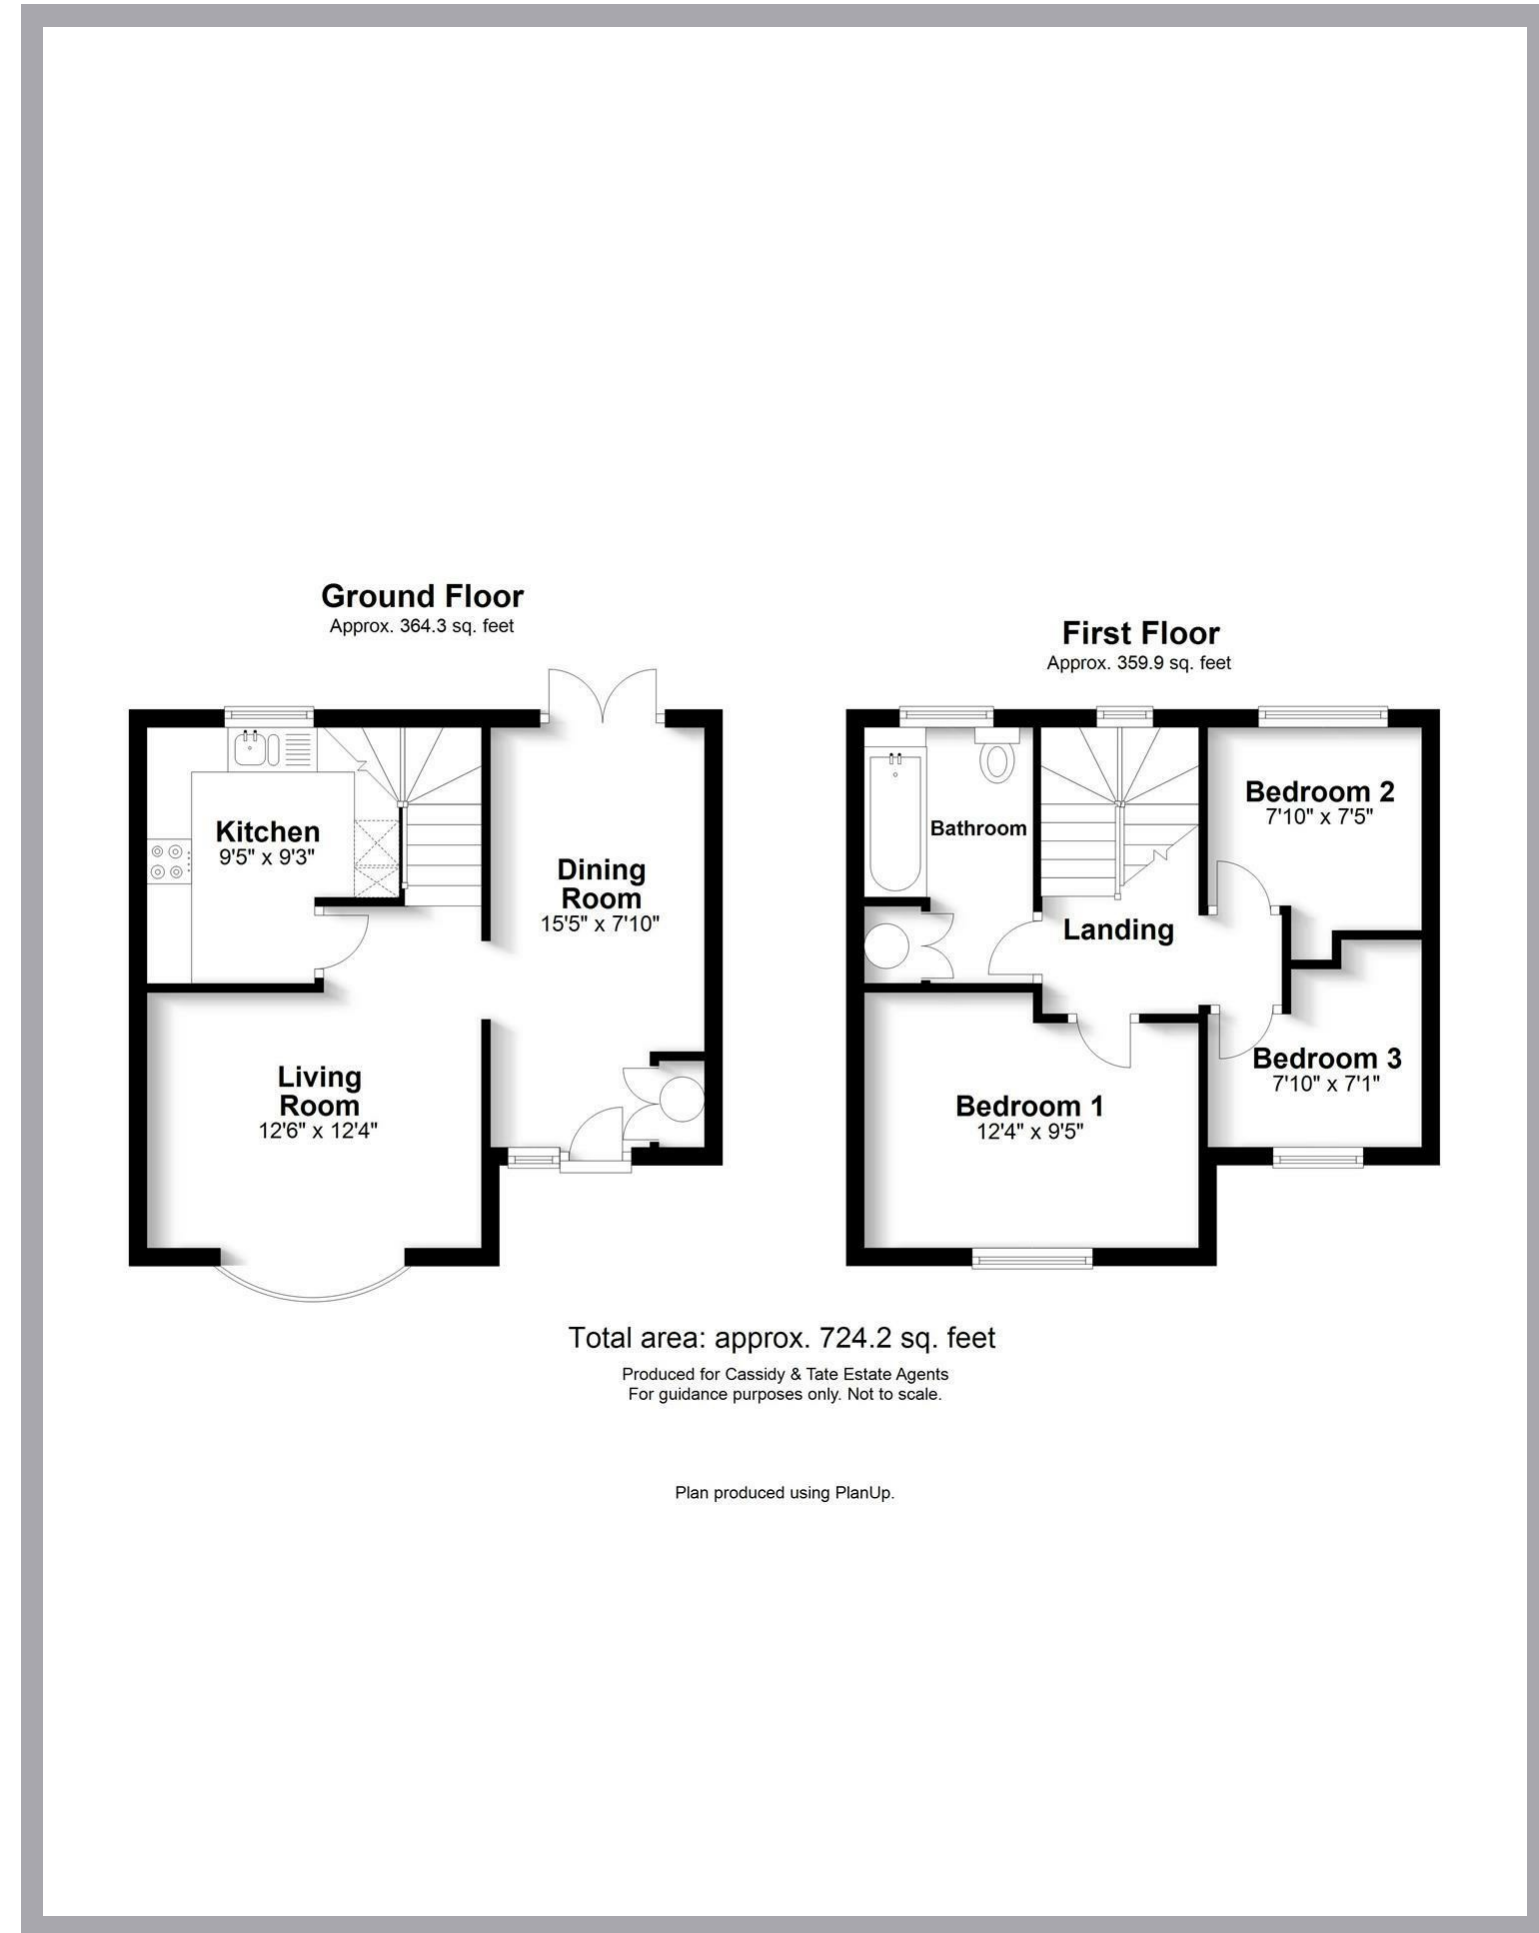 Ground Floor
Approx. 364.3 sq. feet
Kitchen
9'5" x 9'3"
Dining
Room
15'5" x 7'10"
Living
Room
12'6" x 12'4"
First Floor
Approx. 359.9 sq. feet
Bedroom 2
7'10" x 7'5"
Bathroom
Landing
Bedroom 3
7'10" x 7'1"
Bedroom 1
12'4" x 9'5"
Total area: approx. 724.2 sq. feet
Produced for Cassidy & Tate Estate Agents
For guidance purposes only. Not to scale.
Plan produced using PlanUp.